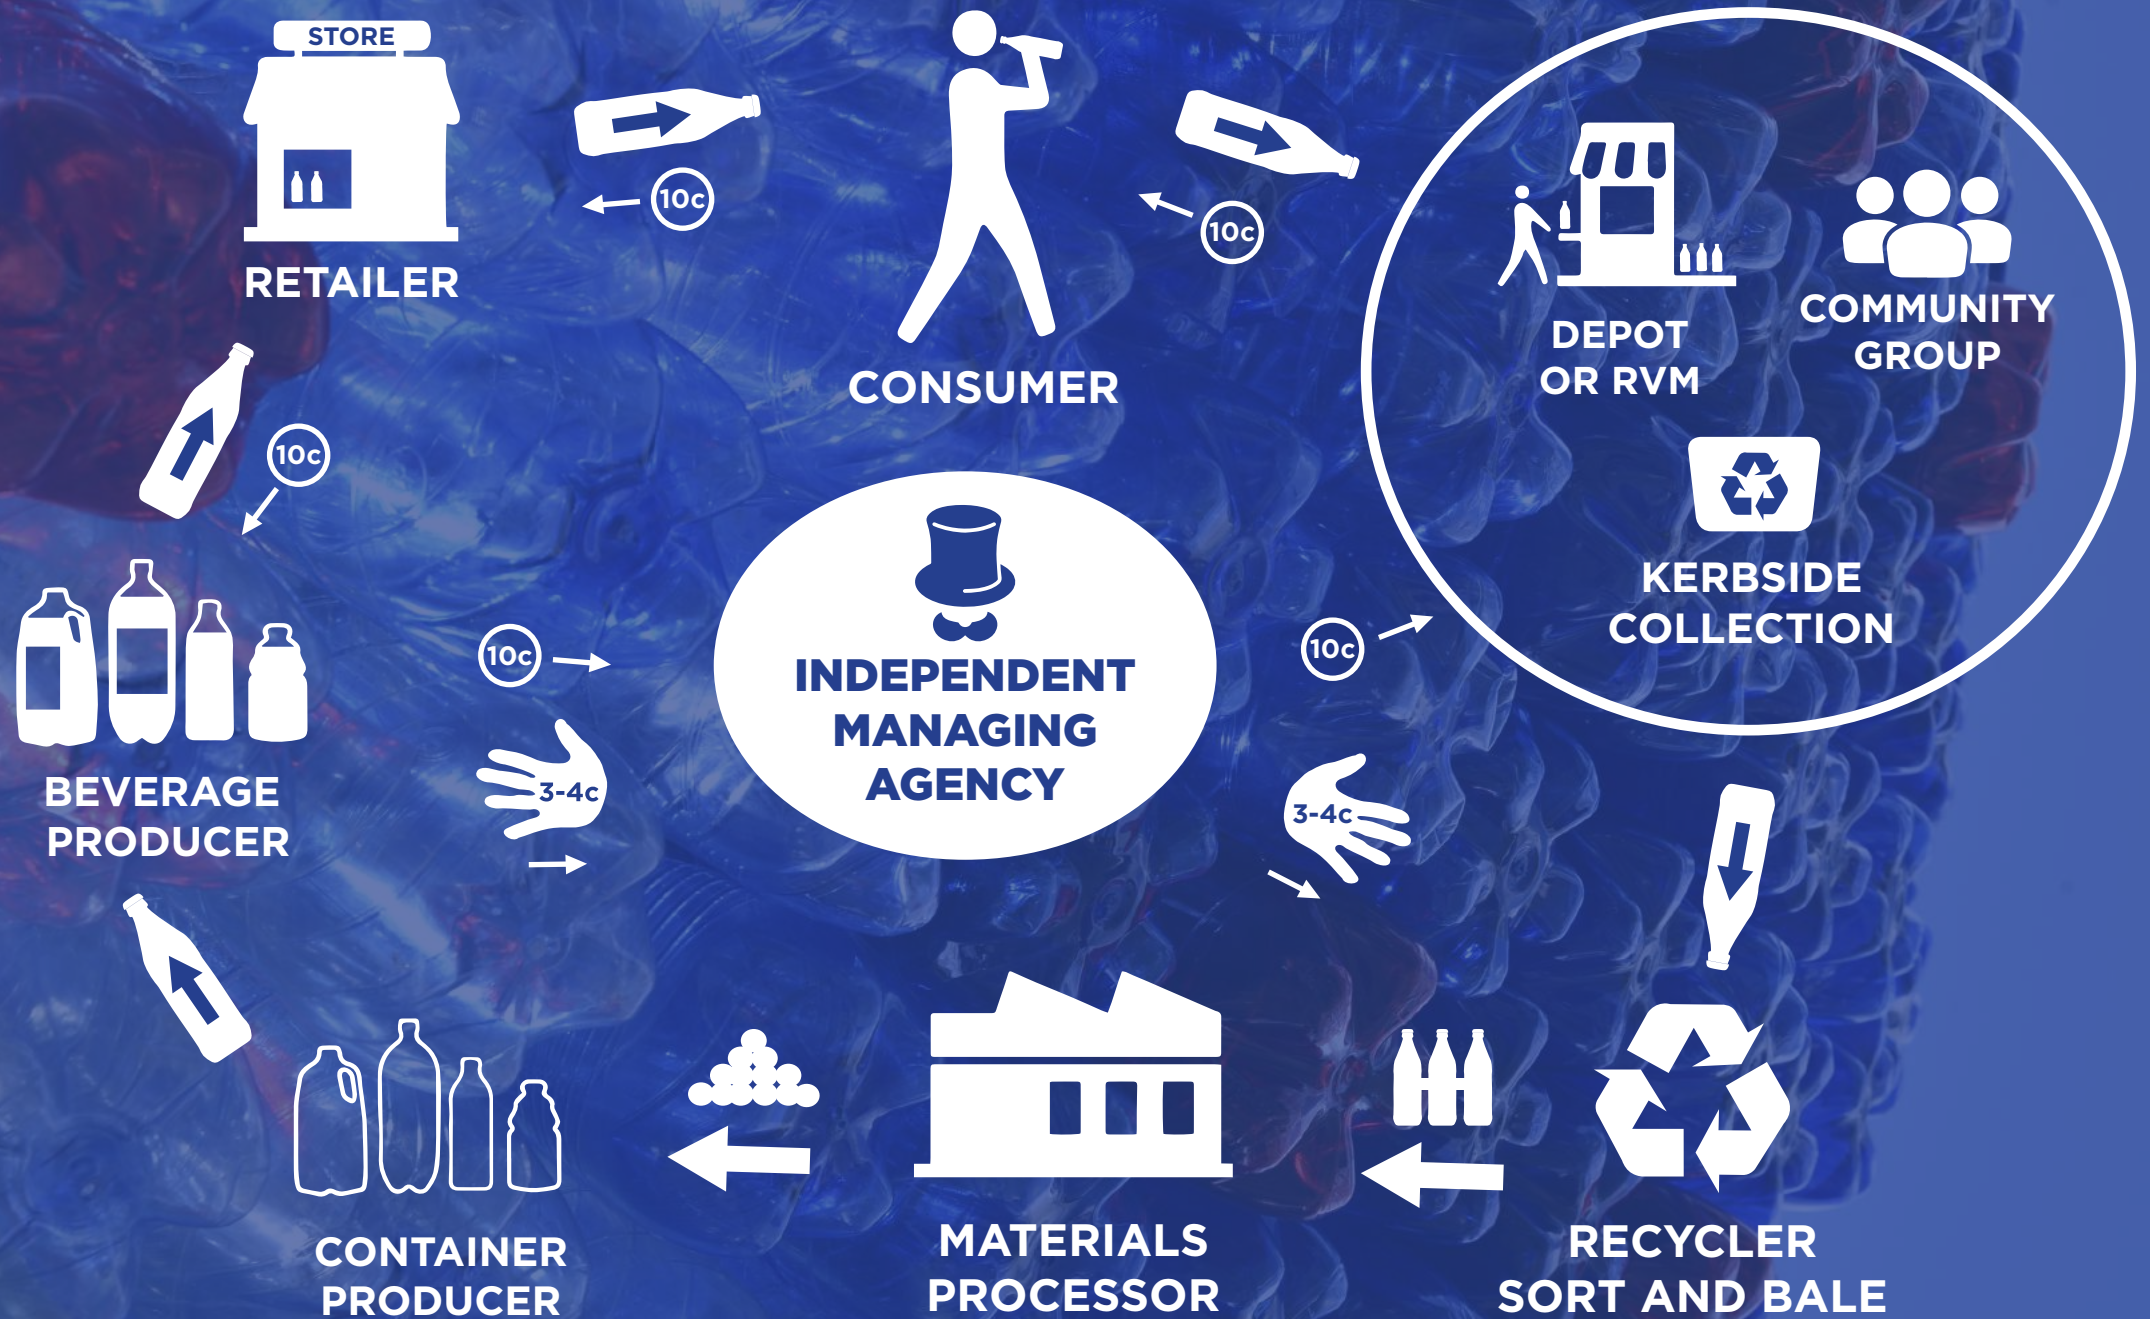 STORE
RETAILER
10c
CONSUMER
10c
DEPOT
OR RVM
COMMUNITY
GROUP
KERBSIDE
COLLECTION
10c
BEVERAGE
PRODUCER
10c
3-4c
INDEPENDENT
MANAGING
AGENCY
10c
3-4c
CONTAINER
PRODUCER
MATERIALS
PROCESSOR
RECYCLER
SORT AND BALE